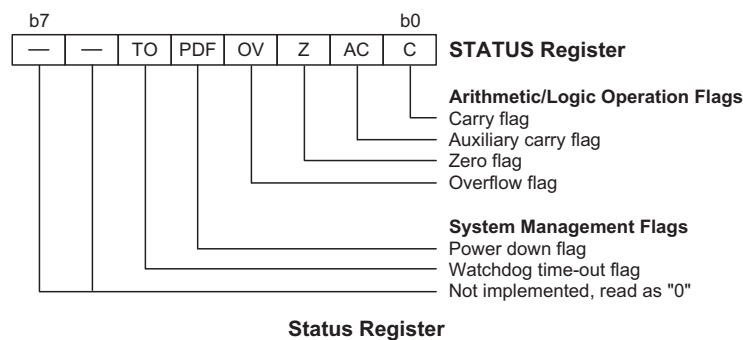 b7 b0
— — TO PDF OV Z AC C STATUS Register
Arithmetic/Logic Operation Flags
Carry flag
Auxiliary carry flag
Zero flag
Overflow flag
System Management Flags
Power down flag
Watchdog time-out flag
Not implemented, read as "0"
Status Register